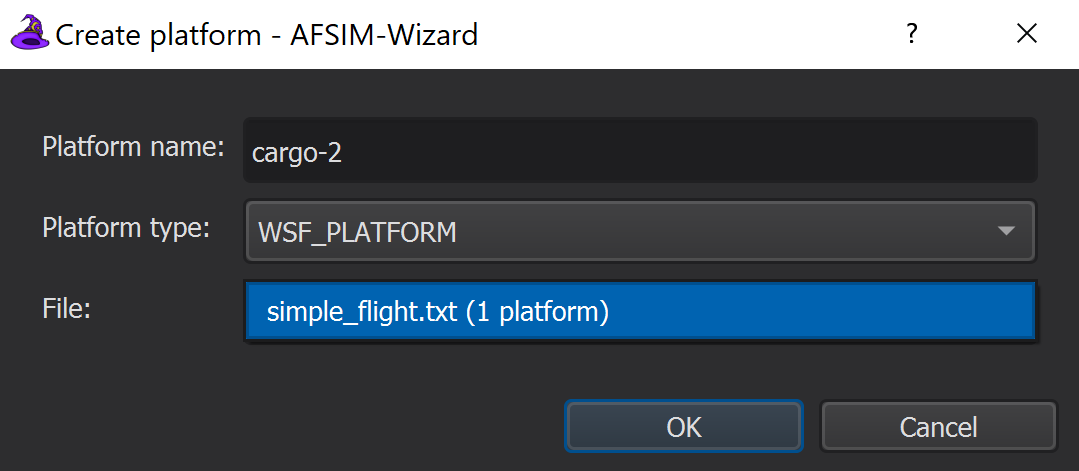 Create platform - AFSIM-Wizard ?
Platform name: cargo-2
Platform type: WSF_PLATFORM
File: simple_flight.txt (1 platform)
OK Cancel